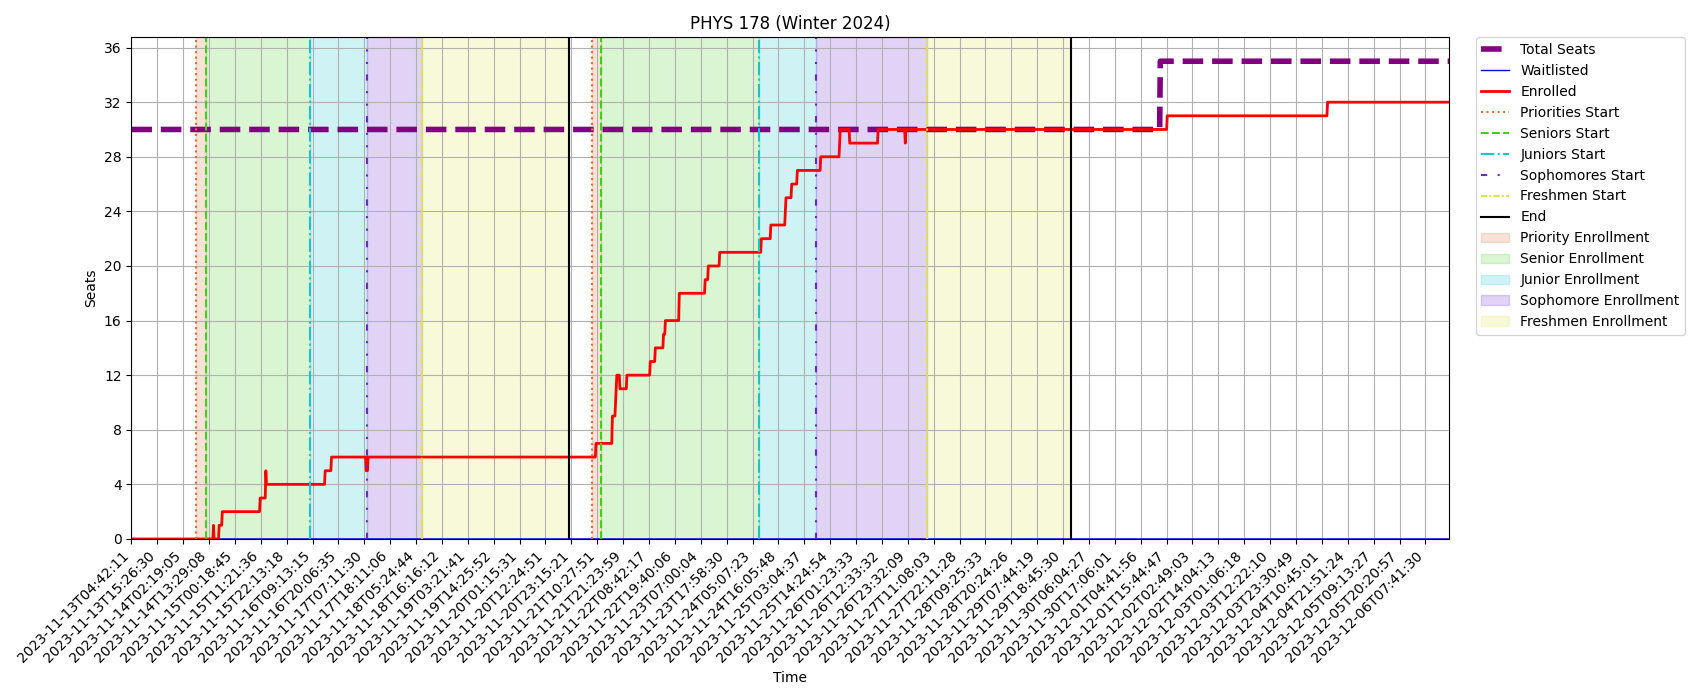 PHYS 178 (Winter 2024)
Seats
36
32
28
24
20
16
12
8
4
0
2023-11-13T04:42:11
2023-11-13T15:26:30
2023-11-14T02:19:05
2023-11-14T13:29:08
2023-11-15T00:18:45
2023-11-15T11:21:36
2023-11-15T22:13:18
2023-11-16T09:13:15
2023-11-16T20:06:35
2023-11-17T07:11:30
2023-11-17T18:11:06
2023-11-18T05:24:44
2023-11-18T16:16:12
2023-11-19T03:21:41
2023-11-19T14:25:52
2023-11-20T01:15:31
2023-11-20T12:24:51
2023-11-20T23:15:21
2023-11-21T10:27:51
2023-11-21T21:23:59
2023-11-22T08:42:17
2023-11-22T19:40:06
2023-11-23T07:00:04
2023-11-23T17:58:30
2023-11-24T05:07:23
2023-11-24T16:05:48
2023-11-25T03:04:37
2023-11-25T14:24:54
2023-11-26T01:23:33
2023-11-26T12:33:32
2023-11-26T23:32:09
2023-11-27T11:08:03
2023-11-27T22:11:28
2023-11-28T09:25:33
2023-11-28T20:24:26
2023-11-29T07:44:19
2023-11-29T18:45:30
2023-11-30T06:04:27
2023-11-30T17:06:01
2023-12-01T04:41:56
2023-12-01T15:44:47
2023-12-02T02:49:03
2023-12-02T14:04:13
2023-12-03T01:06:18
2023-12-03T12:22:10
2023-12-03T23:30:49
2023-12-04T10:45:01
2023-12-04T21:51:24
2023-12-05T09:13:27
2023-12-05T20:20:57
2023-12-06T07:41:30
Time
Total Seats
Waitlisted
Enrolled
Priorities Start
Seniors Start
Juniors Start
Sophomores Start
Freshmen Start
End
Priority Enrollment
Senior Enrollment
Junior Enrollment
Sophomore Enrollment
Freshmen Enrollment